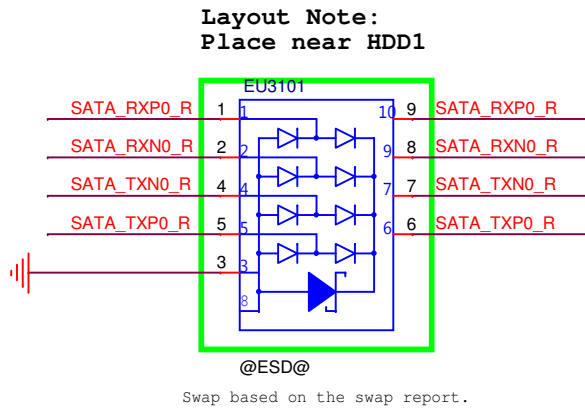 Layout Note:
Place near HDD1
EU3101
SATA_RXP0_R 1 1 10 9 SATA_RXP0_R
SATA_RXN0_R 2 2 9 8 SATA_RXN0_R
SATA_TXN0_R 4 4 7 7 SATA_TXN0_R
SATA_TXP0_R 5 5 6 6 SATA_TXP0_R
3 3
8
@ESD@
Swap based on the swap report.